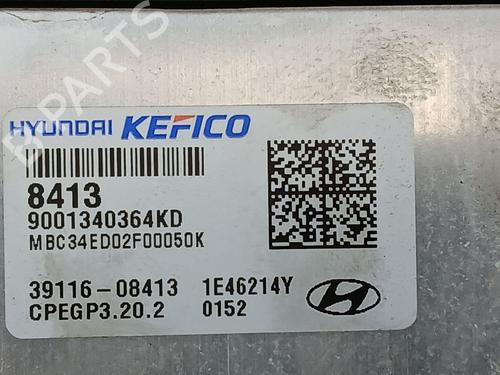 HYUNDAI KEFICO
8413
9001340364KD
MBC34ED02F00050K
39116-08413 1E46214Y
CPEGP3.20.2 0152
B PARTS